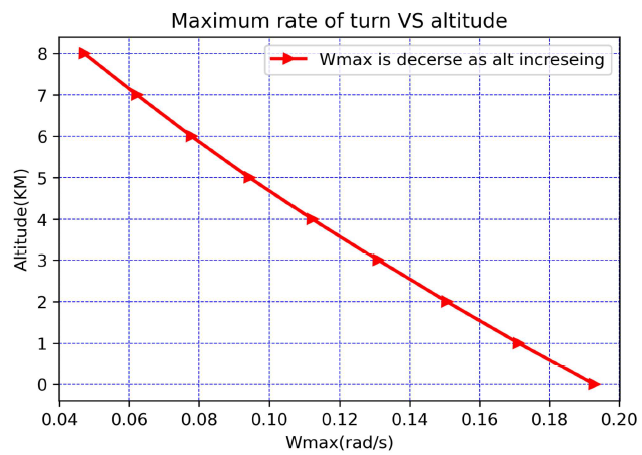 Maximum rate of turn VS altitude
Wmax is decerse as alt increseing
8
7
6
5
4
3
2
1
0
Altitude(KM)
0.04 0.06 0.08 0.10 0.12 0.14 0.16 0.18 0.20
Wmax(rad/s)